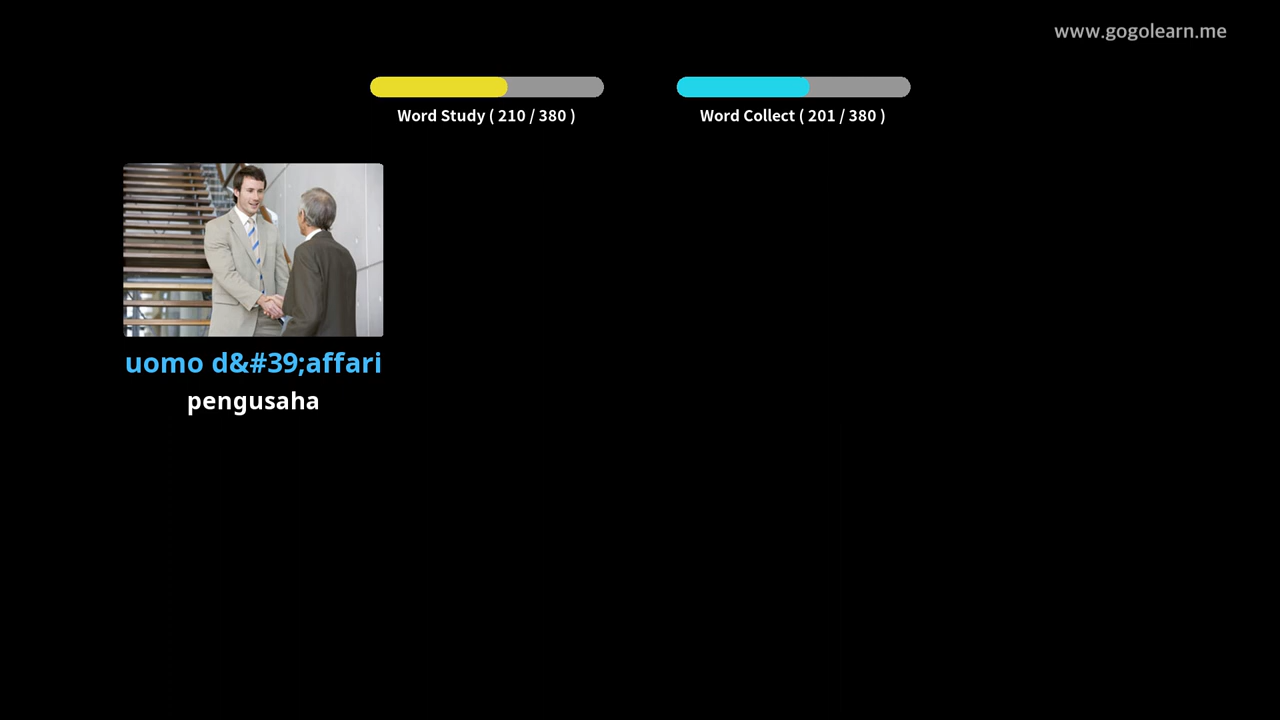 www.gogolearn.me
Word Study ( 210 / 380 )
Word Collect ( 201 / 380 )
uomo d&#39;affari
pengusaha